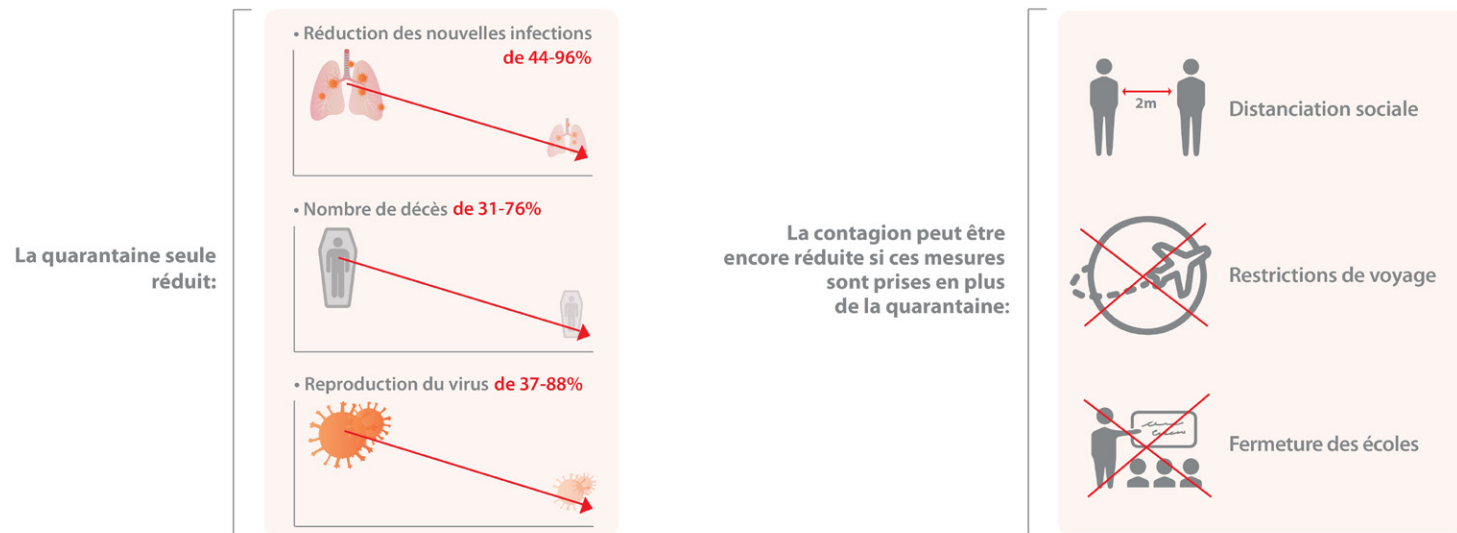 La quarantaine seule
réduit:
• Réduction des nouvelles infections
de 44-96%
• Nombre de décès de 31-76%
• Reproduction du virus de 37-88%
La contagion peut être
encore réduite si ces mesures
sont prises en plus
de la quarantaine:
2m
Distanciation sociale
Restrictions de voyage
Fermeture des écoles